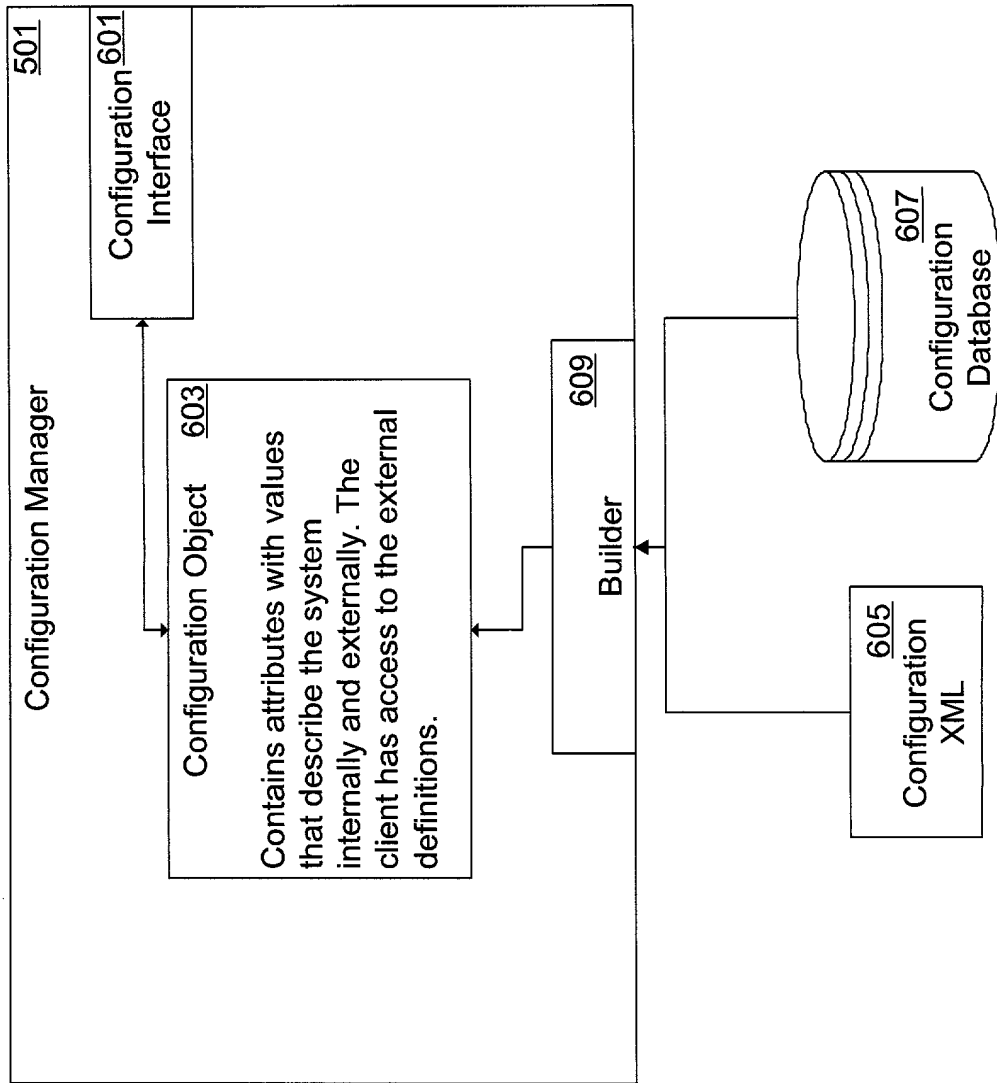 Configuration Manager
501
Configuration
601
Interface
Configuration Object
603
Contains attributes with values
that describe the system
internally and externally. The
client has access to the external
definitions.
609
Builder
605
Configuration
XML
607
Configuration
Database